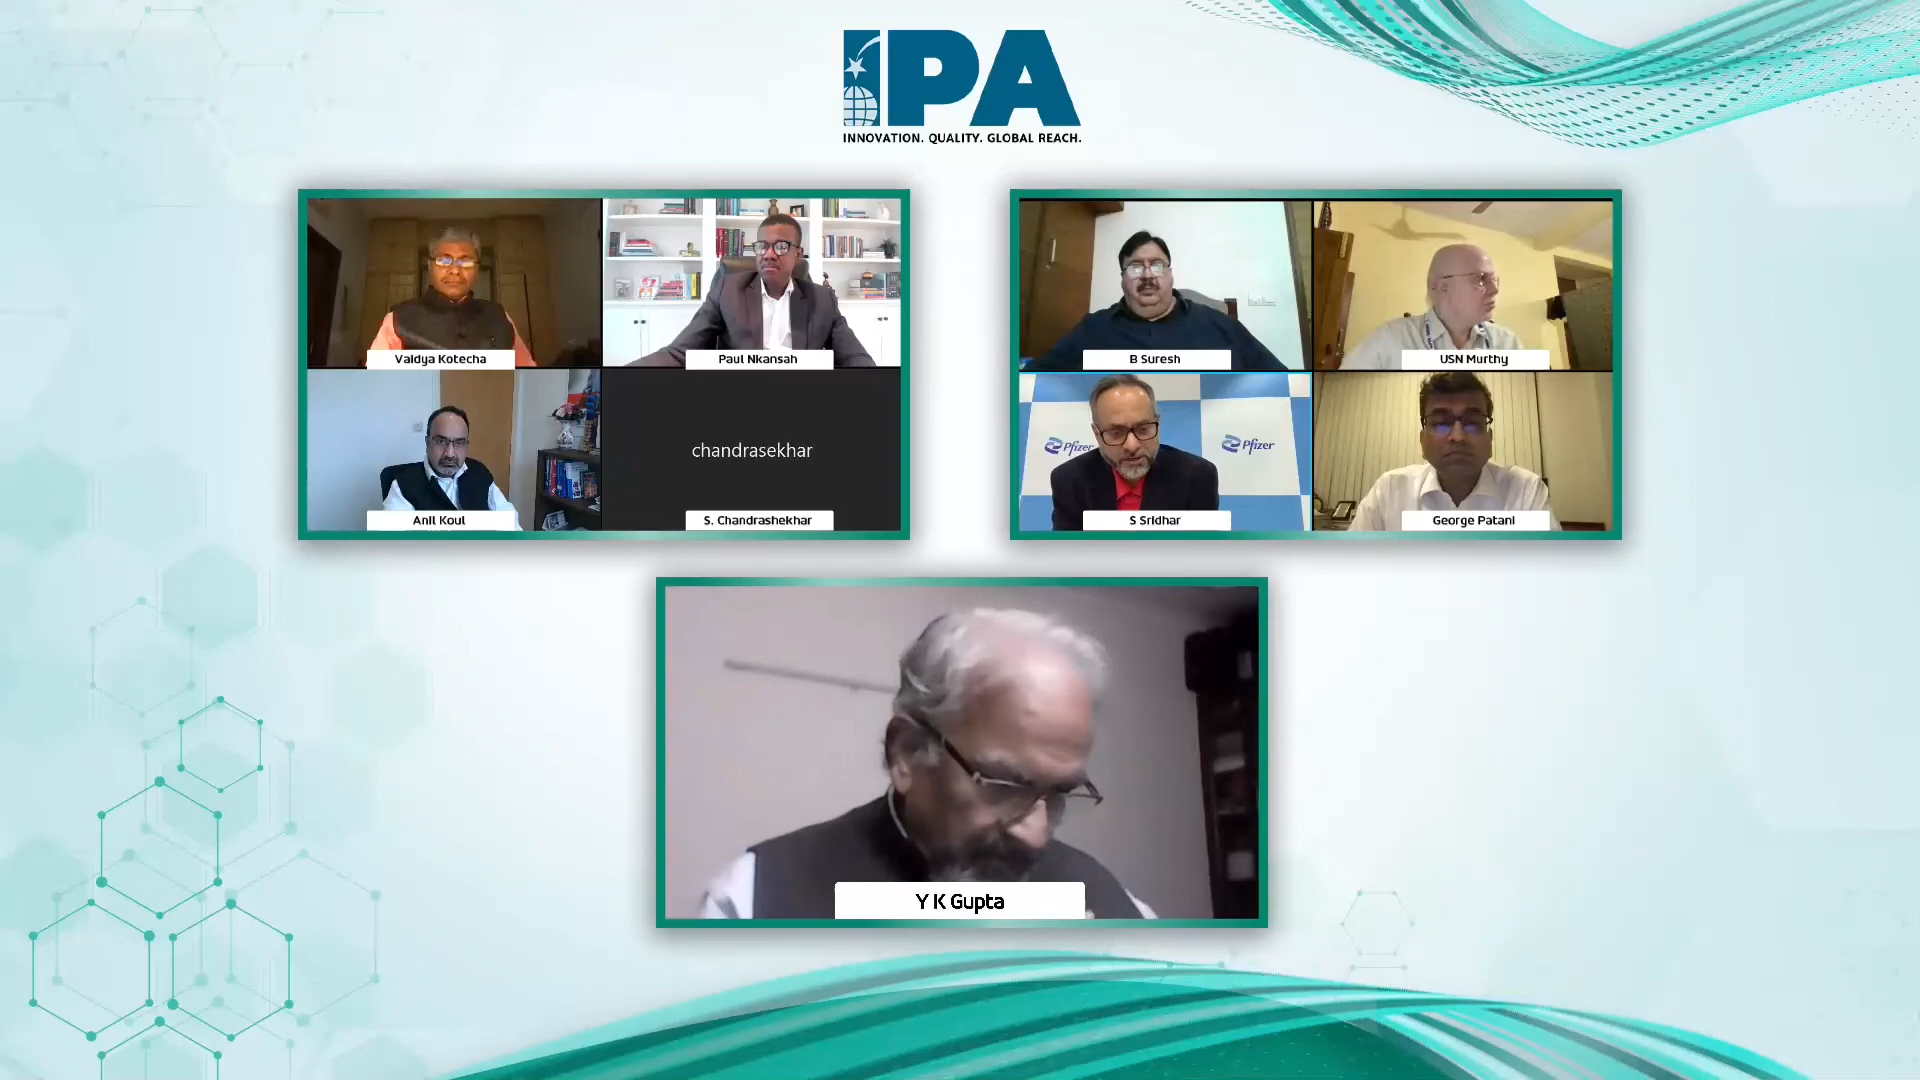 IPA
INNOVATION. QUALITY. GLOBAL REACH.
Vaidya Kotecha
Paul Nkansah
Anil Koul
chandrasekhar
S. Chandrashekhar
B Suresh
USN Murthy
Pfizer
Pfizer
S Sridhar
George Patani
Y K Gupta